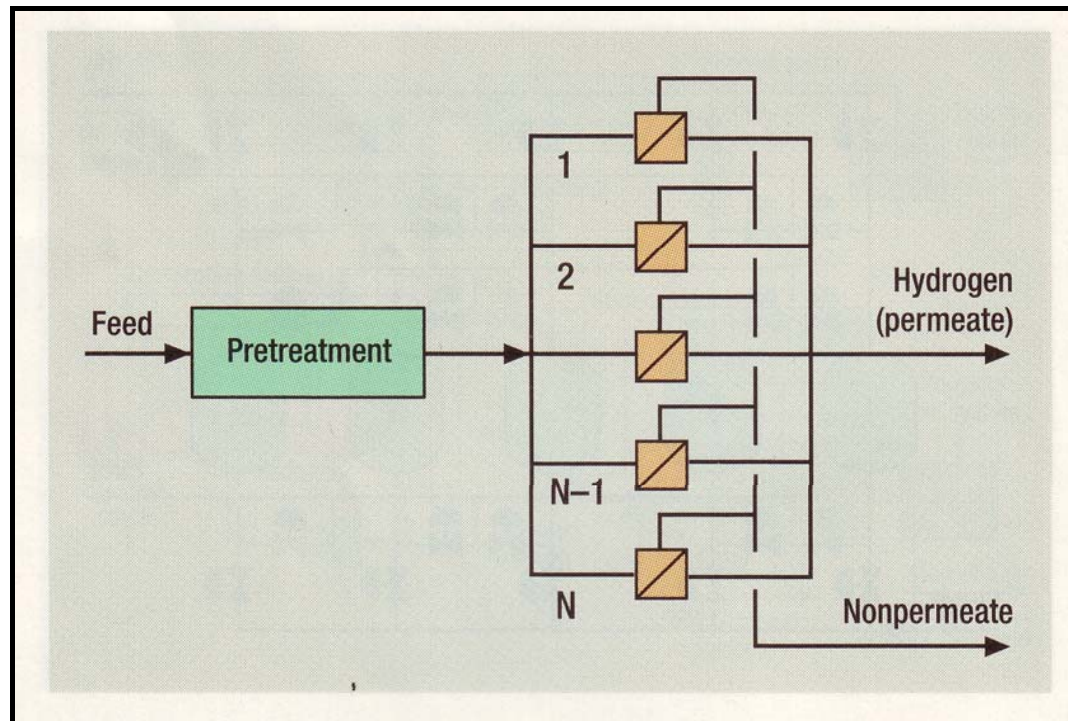 1
2
Feed
Pretreatment
Hydrogen
(permeate)
N–1
N
Nonpermeate